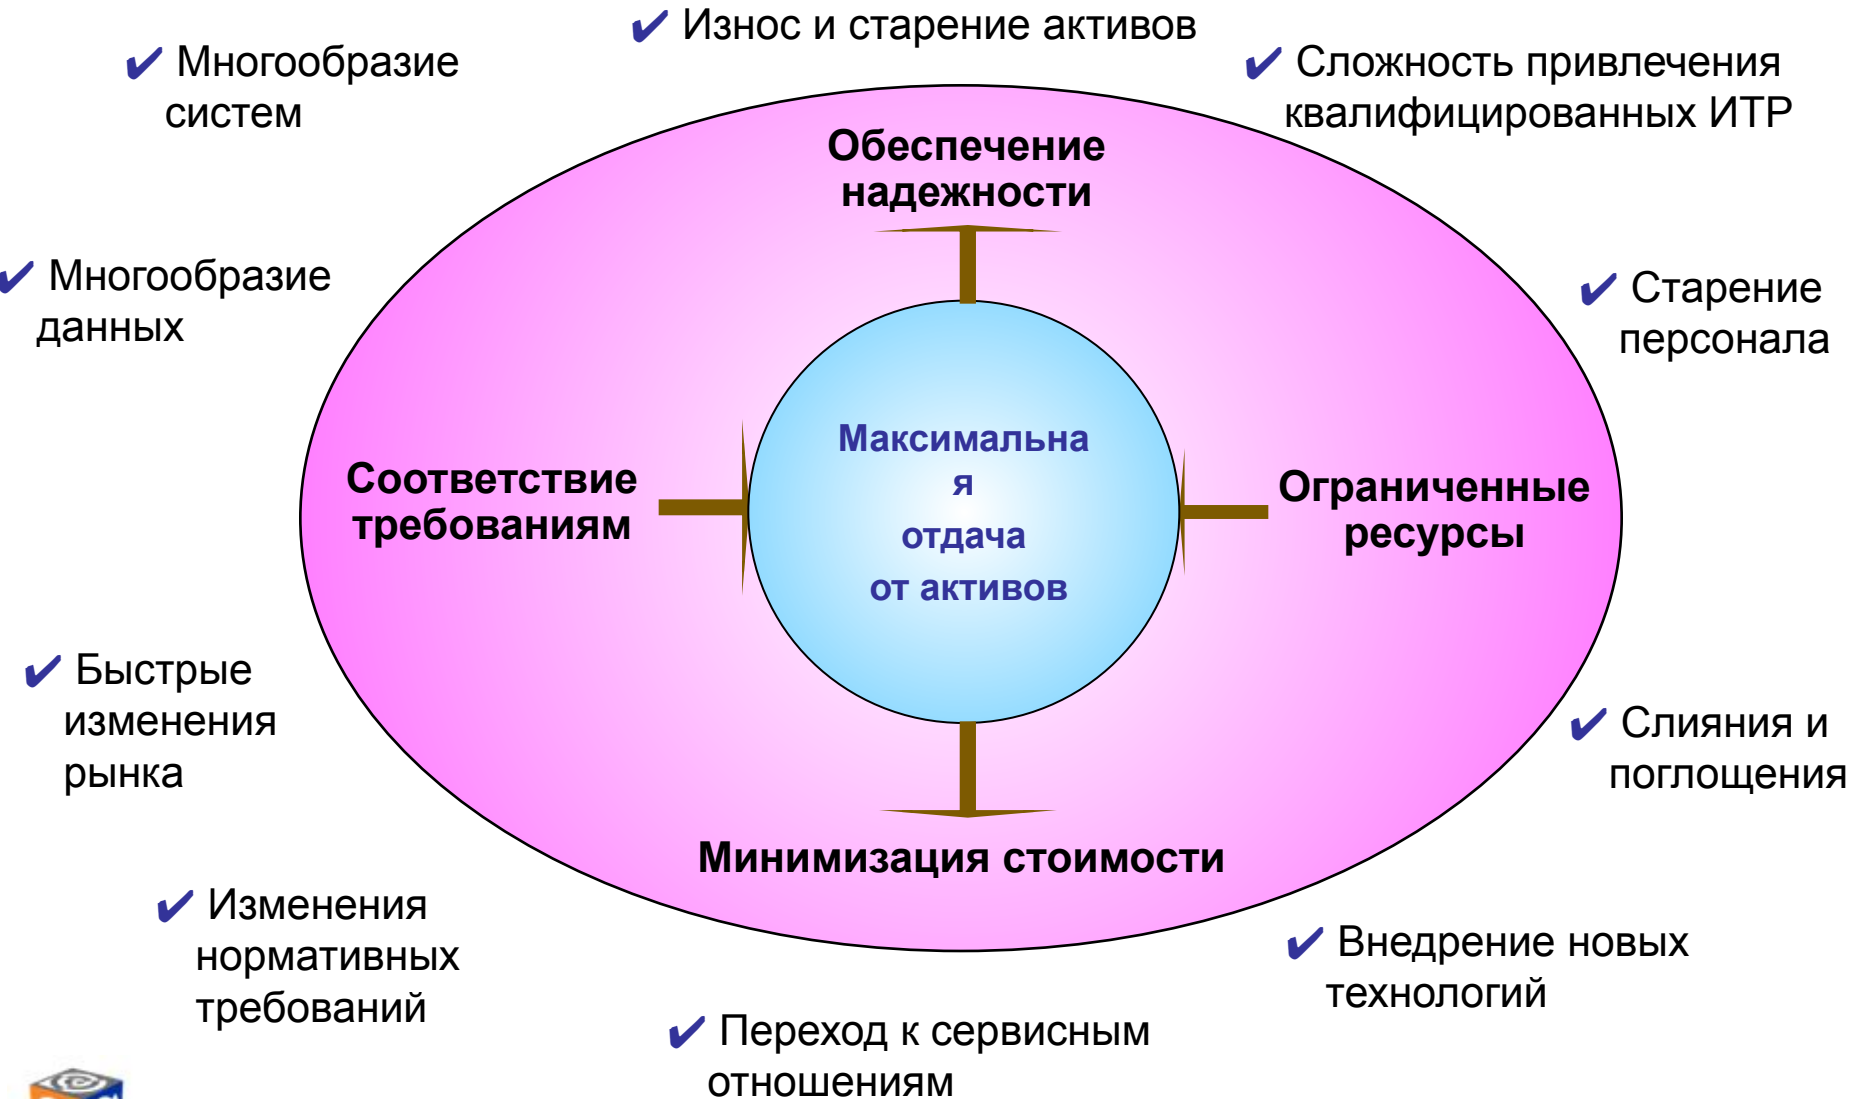 ✔ Износ и старение активов
✔ Многообразие
систем
✔ Сложность привлечения
квалифицированных ИТР
Обеспечение
надежности
✔ Многообразие
данных
✔ Старение
персонала
Соответствие
требованиям
Максимальна
я
отдача
от активов
Ограниченные
ресурсы
✔ Быстрые
изменения
рынка
✔ Слияния и
поглощения
Минимизация стоимости
✔ Изменения
нормативных
требований
✔ Внедрение новых
технологий
✔ Переход к сервисным
отношениям